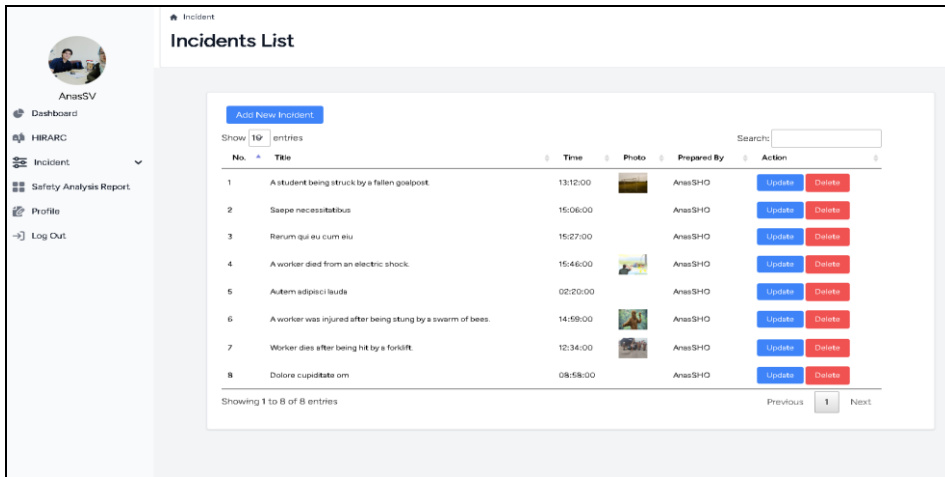 Incident
Incidents List
AnasSV
Dashboard
HIRARC
Incident
Safety Analysis Report
Profile
Log Out
Add New Incident
Show 10 entries
Search:
No. Title Time Photo Prepared By Action
1 A student being struck by a fallen goalpost. 13:12:00 AnasSHO Update Delete
2 Saepe necessitatibus 15:06:00 AnasSHO Update Delete
3 Rerum qui eu cum eiu 15:27:00 AnasSHO Update Delete
4 A worker died from an electric shock. 15:46:00 AnasSHO Update Delete
5 Autem adipisci lauda 02:20:00 AnasSHO Update Delete
6 A worker was injured after being stung by a swarm of bees. 14:59:00 AnasSHO Update Delete
7 Worker dies after being hit by a forklift. 12:34:00 AnasSHO Update Delete
8 Dolore cupiditate om 08:58:00 AnasSHO Update Delete
Showing 1 to 8 of 8 entries
Previous 1 Next